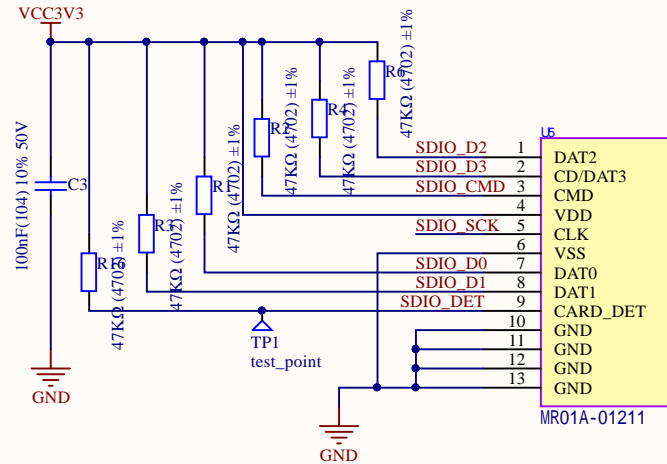 VCC3V3
C3
100nF(104) 10% 50V
GND
R16
47KΩ (4702) ±1%
R3
47KΩ (4702) ±1%
R1
47KΩ (4702) ±1%
R2
47KΩ (4702) ±1%
R4
47KΩ (4702) ±1%
R6
47KΩ (4702) ±1%
TP1
test_point
U5
SDIO_D2 1 DAT2
SDIO_D3 2 CD/DAT3
SDIO_CMD 3 CMD
4 VDD
SDIO_SCK 5 CLK
6 VSS
SDIO_D0 7 DAT0
SDIO_D1 8 DAT1
SDIO_DET 9 CARD_DET
10 GND
11 GND
12 GND
13 GND
MR01A-01211
GND